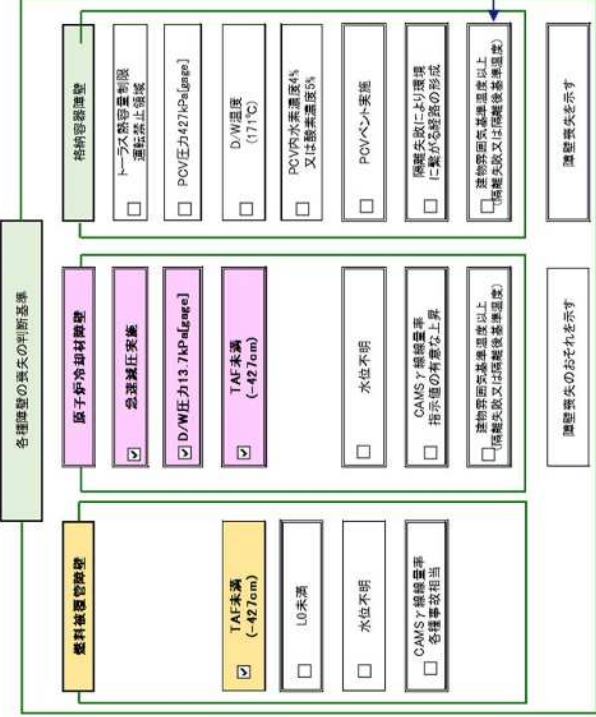 各種障壁の喪失の判断基準
燃料被覆管障壁
☑ TAF未満
(-427cm)
☐ L0未満
☐ 水位不明
☐ CAMSγ線線量率
各種事故相当
原子炉冷却材障壁
☑ 急速減圧実施
☑ D/W圧力13.7kPa[gage]
☑ TAF未満
(-427cm)
☐ 水位不明
☐ CAMSγ線線量率
指示値の有意な上昇
☐ 建物雰囲気基準温度以上
(隔離失敗又は隔離後基準温度)
障壁喪失のおそれを示す
格納容器障壁
☐ トーラス熱容量制限
運転禁止領域
☐ PCV圧力427kPa[gage]
☐ D/W温度
(171℃)
☐ PCV内水素濃度4%
又は酸素濃度5%
☐ PCVベント実施
☐ 隔離失敗により環境
に繋がる経路の形成
☐ 建物雰囲気基準温度以上
(隔離失敗又は隔離後基準温度)
障壁喪失を示す